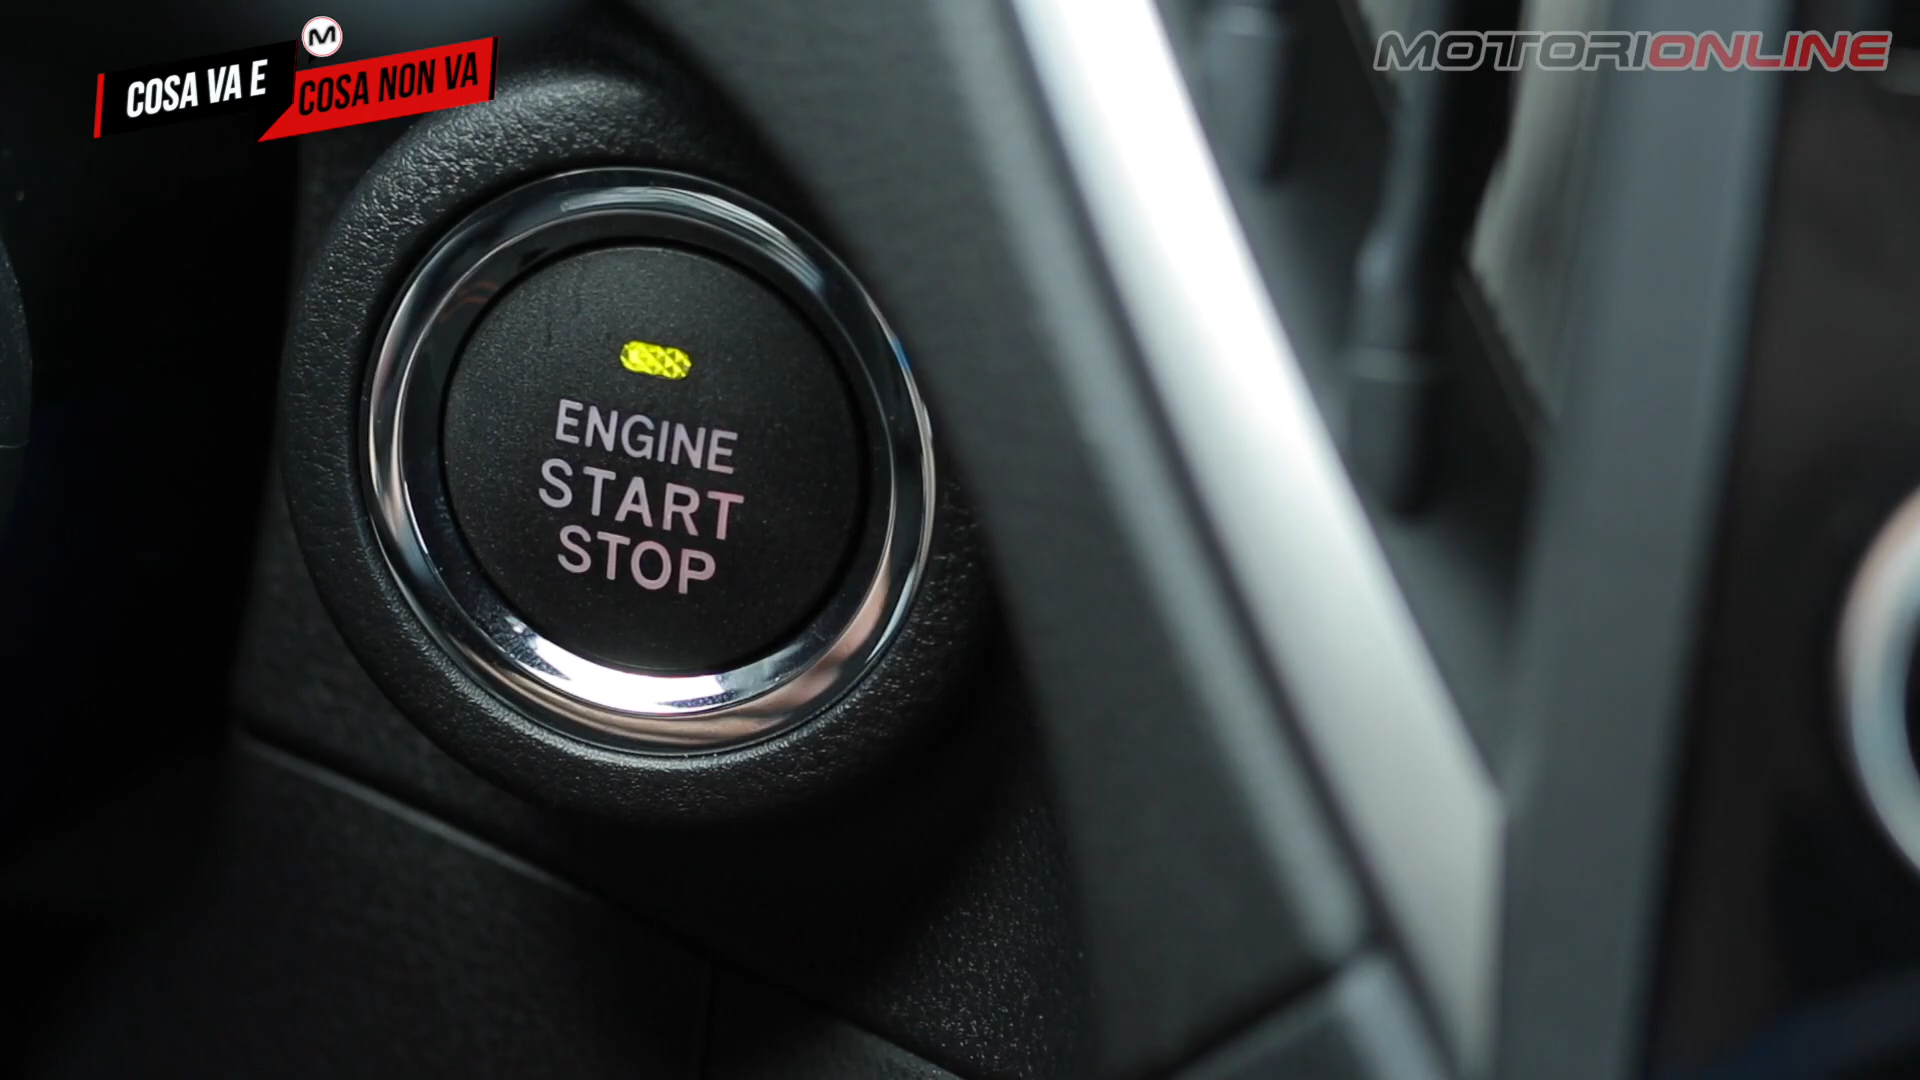 M
COSA VA E
COSA NON VA
MOTORIONLINE
ENGINE
START
STOP